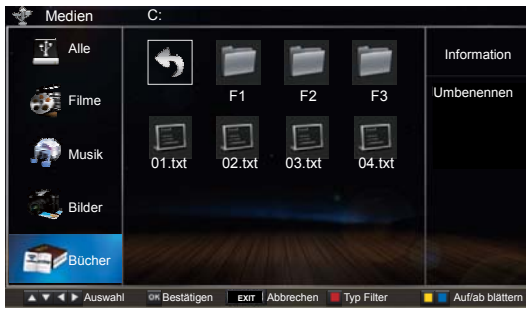 Medien C:
Alle
Filme
Musik
Bilder
Bücher
F1 F2 F3
01.txt 02.txt 03.txt 04.txt
Information
Umbenennen
Auswahl OK Bestätigen EXIT Abbrechen Typ Filter Auf/ab blättern